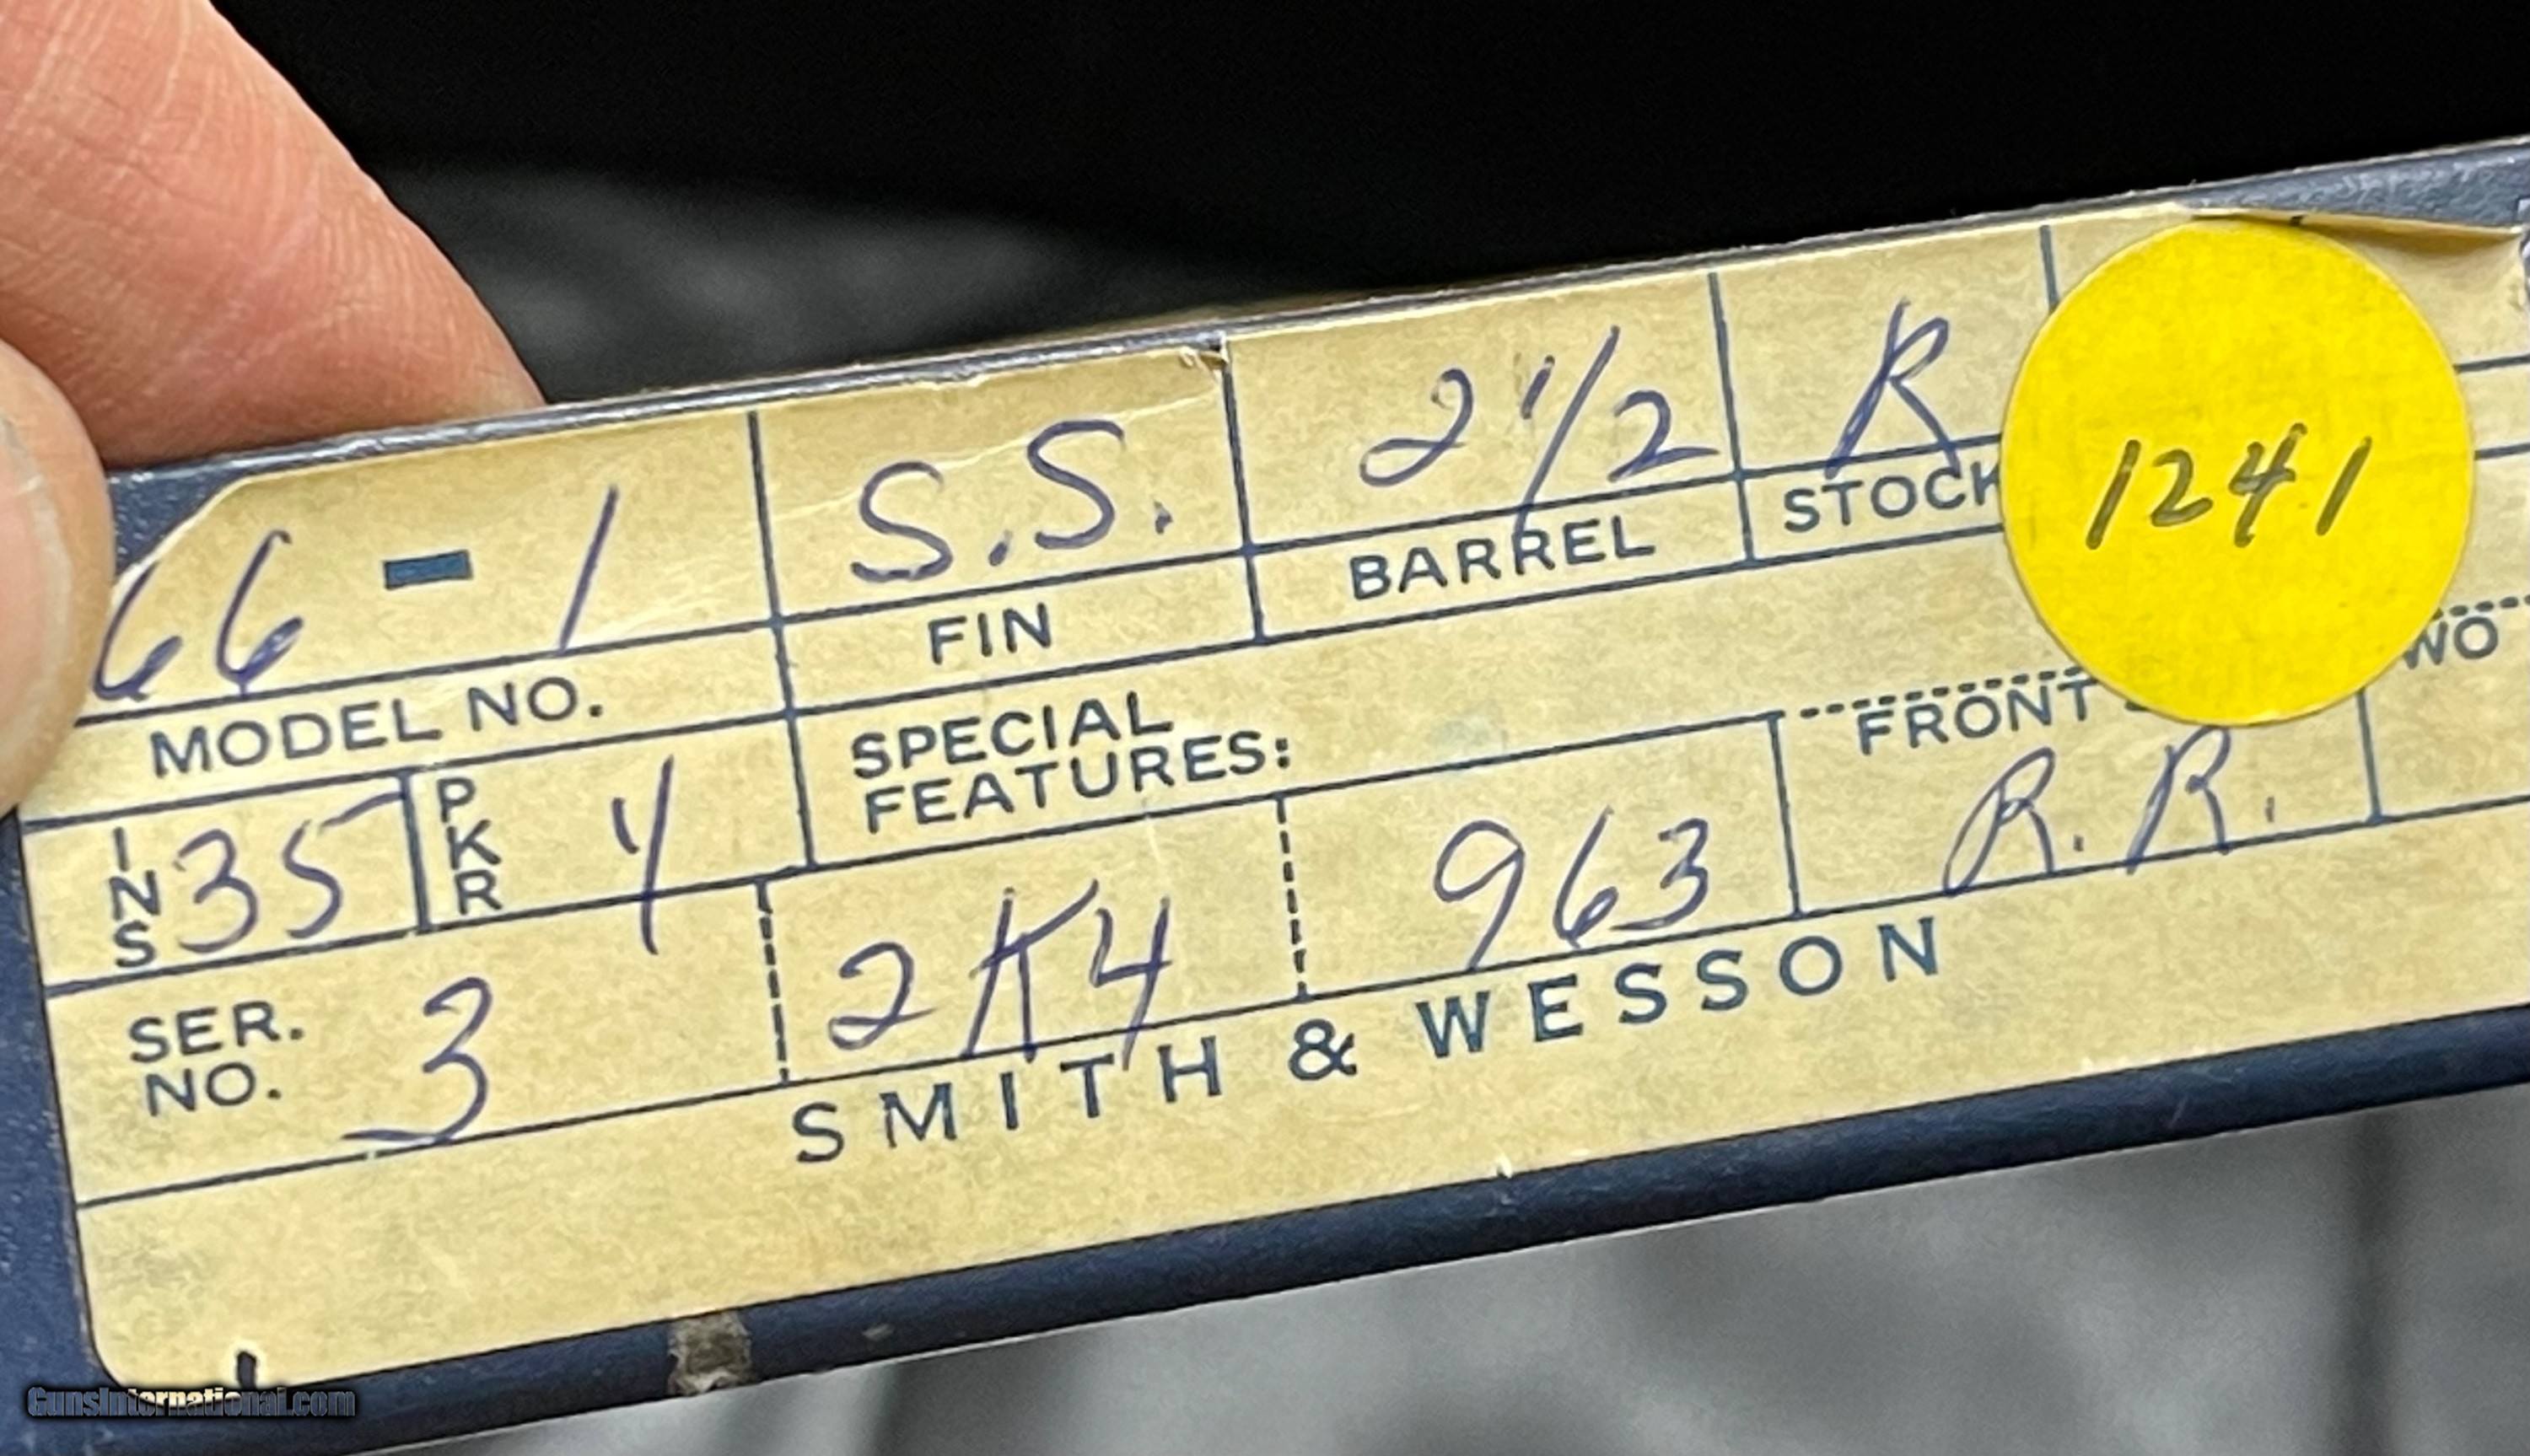 66 - 1 S.S. 2 1/2 R
MODEL NO. FIN BARREL STOCK
1241
INS 35 PKR 4 SPECIAL FEATURES:
FRONT WO
SER. NO. 3 2K4 963 R.R.
SMITH & WESSON
GunsInternational.com